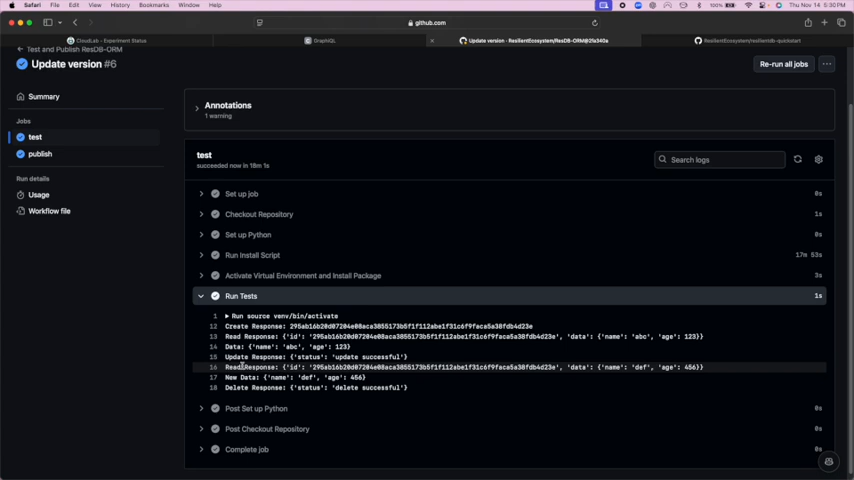 Safari File Edit View History Bookmarks Window Help
100% Thu Nov 14 5:30 PM
github.com
CloudLab - Experiment Status
GraphiQL
Update version · ResilientEcosystem/ResDB-ORM@2fa340a
ResilientEcosystem/resilientdb-quickstart
← Test and Publish ResDB-ORM
Update version #6
Re-run all jobs
Summary
Jobs
test
publish
Run details
Usage
Workflow file
Annotations
1 warning
test
succeeded now in 18m 1s
Search logs
Set up job 0s
Checkout Repository 1s
Set up Python 0s
Run Install Script 17m 53s
Activate Virtual Environment and Install Package 3s
Run Tests 1s
1 ▶ Run source venv/bin/activate
12 Create Response: 295ab16b20d07204e08aca3855173b5f1f112abe1f31c6f9faca5a38fdb4d23e
13 Read Response: {'id': '295ab16b20d07204e08aca3855173b5f1f112abe1f31c6f9faca5a38fdb4d23e', 'data': {'name': 'abc', 'age': 123}}
14 Data: {'name': 'abc', 'age': 123}
15 Update Response: {'status': 'update successful'}
16 Read Response: {'id': '295ab16b20d07204e08aca3855173b5f1f112abe1f31c6f9faca5a38fdb4d23e', 'data': {'name': 'def', 'age': 456}}
17 New Data: {'name': 'def', 'age': 456}
18 Delete Response: {'status': 'delete successful'}
Post Set up Python 0s
Post Checkout Repository 0s
Complete job 0s